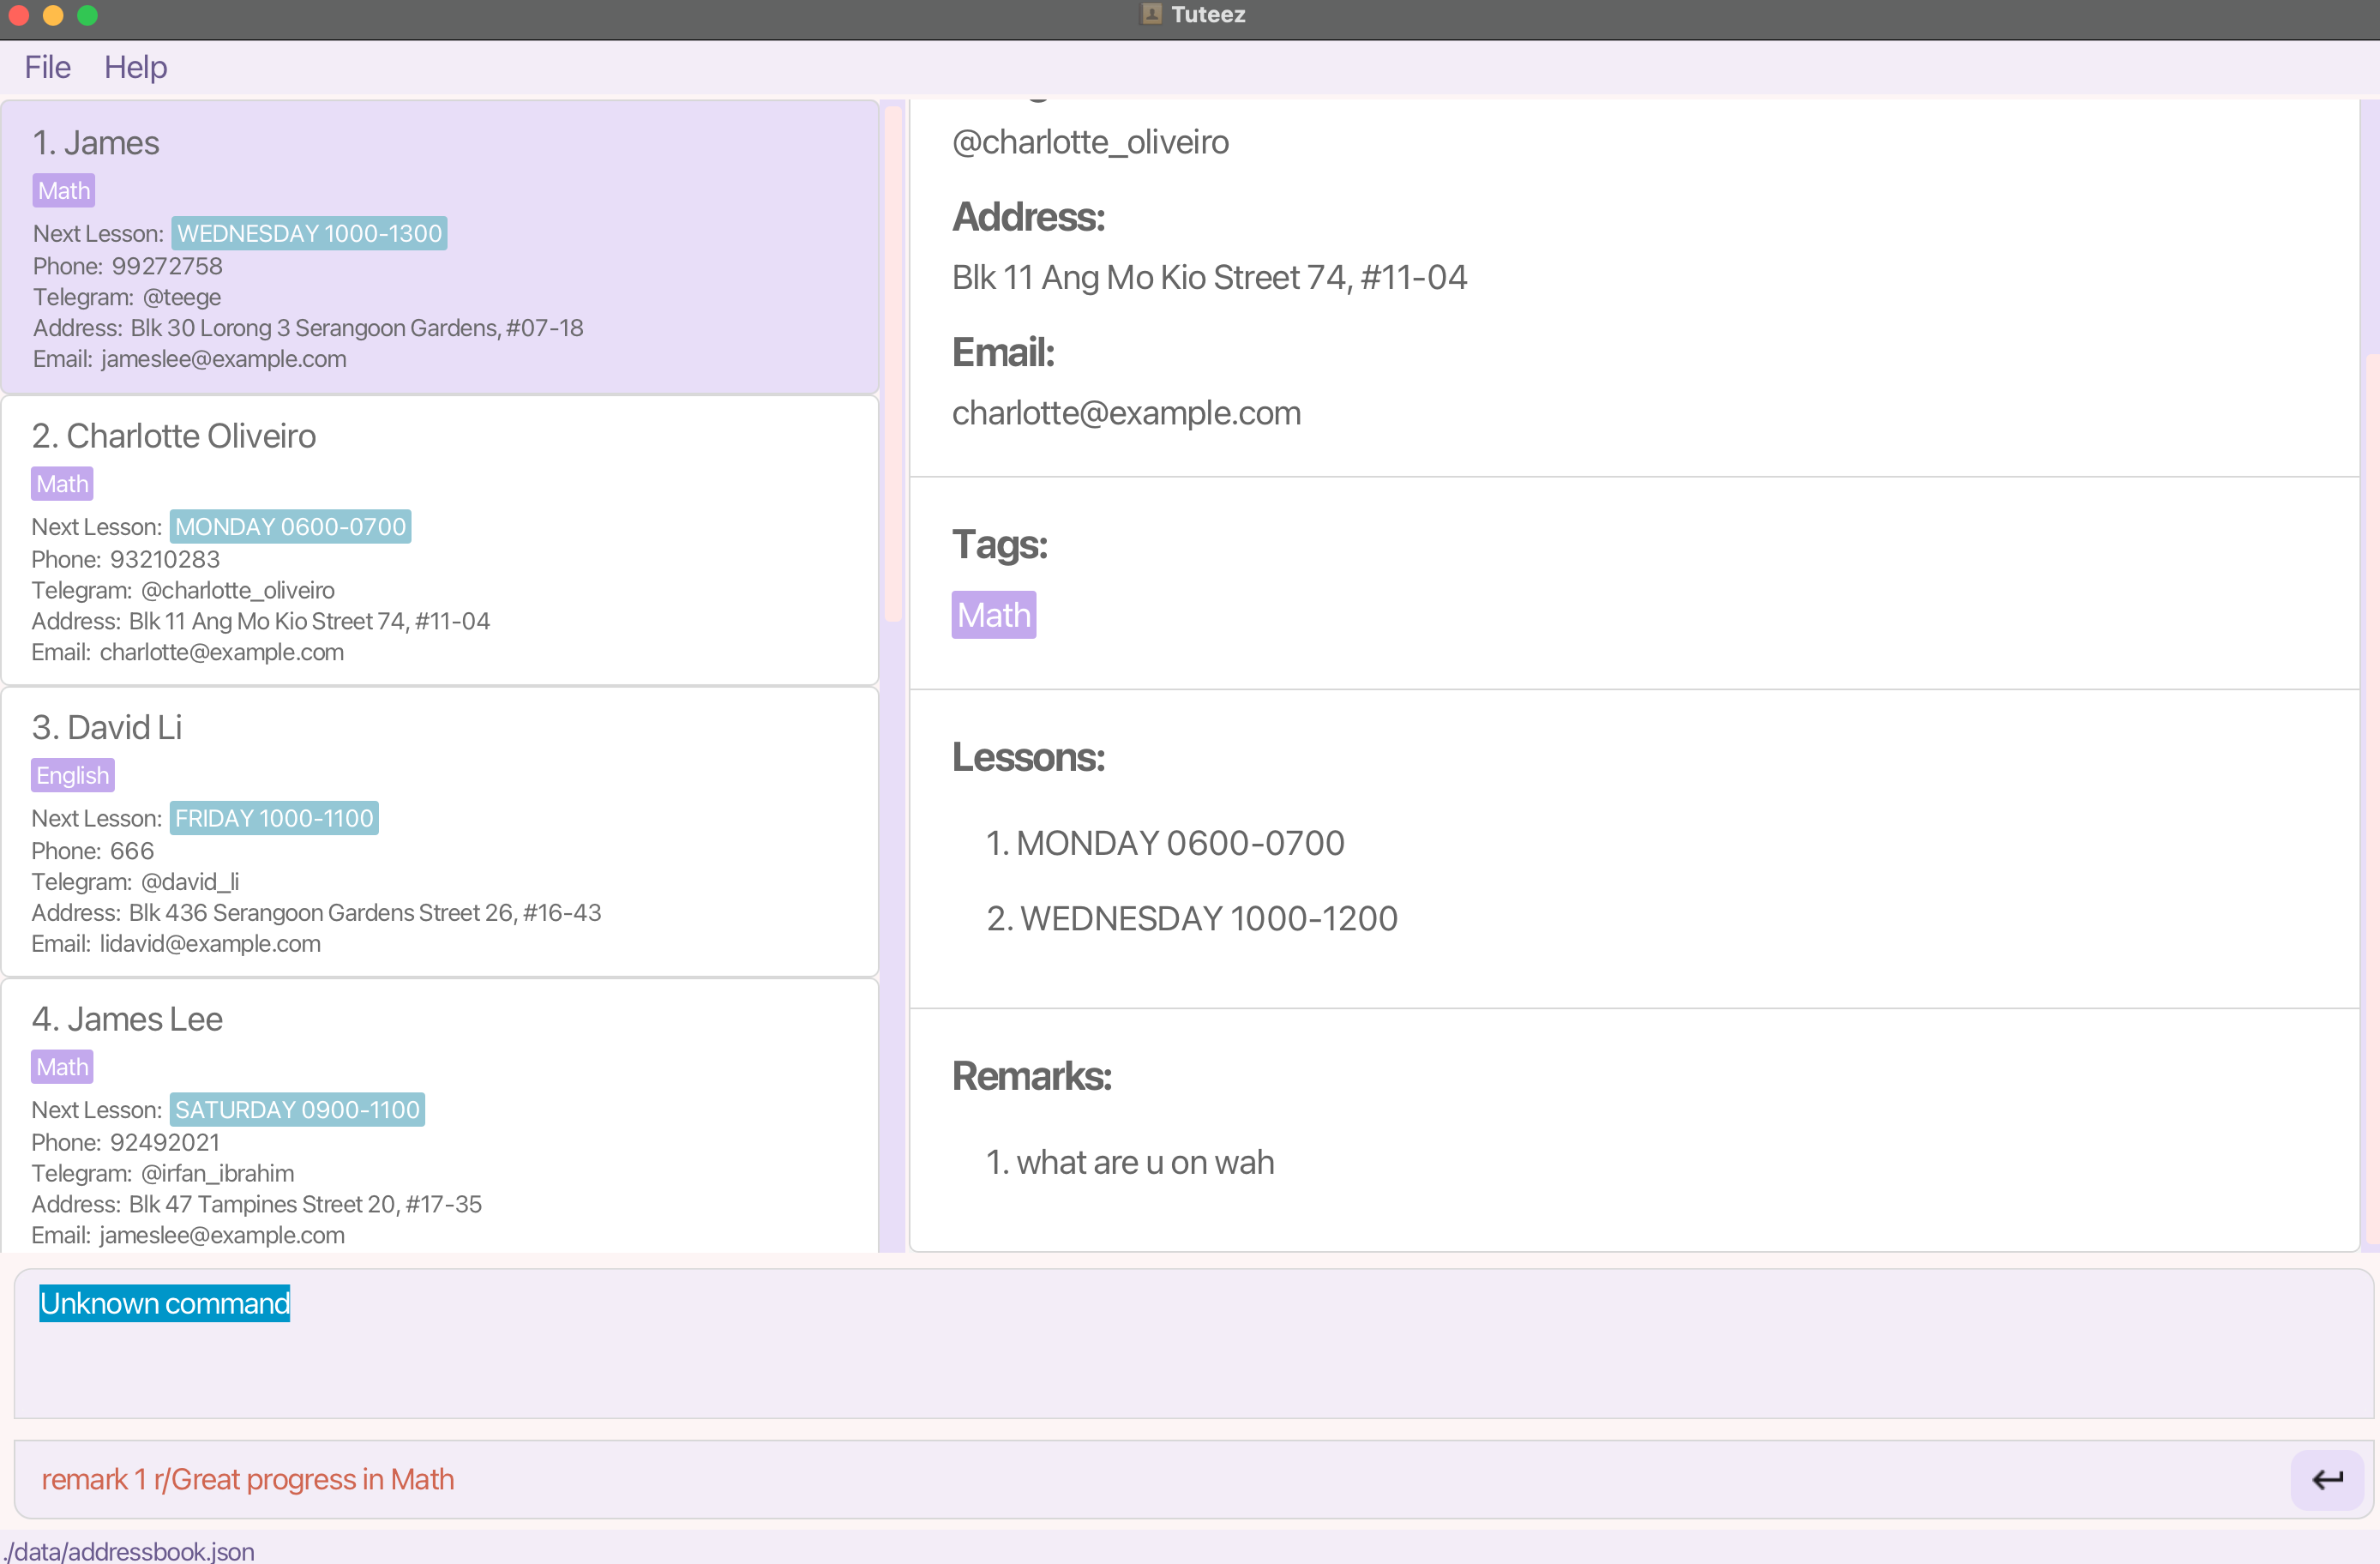 Tuteez
File Help
1. James
Math
Next Lesson: WEDNESDAY 1000-1300
Phone: 99272758
Telegram: @teege
Address: Blk 30 Lorong 3 Serangoon Gardens, #07-18
Email: jameslee@example.com
2. Charlotte Oliveiro
Math
Next Lesson: MONDAY 0600-0700
Phone: 93210283
Telegram: @charlotte_oliveiro
Address: Blk 11 Ang Mo Kio Street 74, #11-04
Email: charlotte@example.com
3. David Li
English
Next Lesson: FRIDAY 1000-1100
Phone: 666
Telegram: @david_li
Address: Blk 436 Serangoon Gardens Street 26, #16-43
Email: lidavid@example.com
4. James Lee
Math
Next Lesson: SATURDAY 0900-1100
Phone: 92492021
Telegram: @irfan_ibrahim
Address: Blk 47 Tampines Street 20, #17-35
Email: jameslee@example.com
@charlotte_oliveiro
Address:
Blk 11 Ang Mo Kio Street 74, #11-04
Email:
charlotte@example.com
Tags:
Math
Lessons:
1. MONDAY 0600-0700
2. WEDNESDAY 1000-1200
Remarks:
1. what are u on wah
Unknown command
remark 1 r/Great progress in Math
./data/addressbook.json